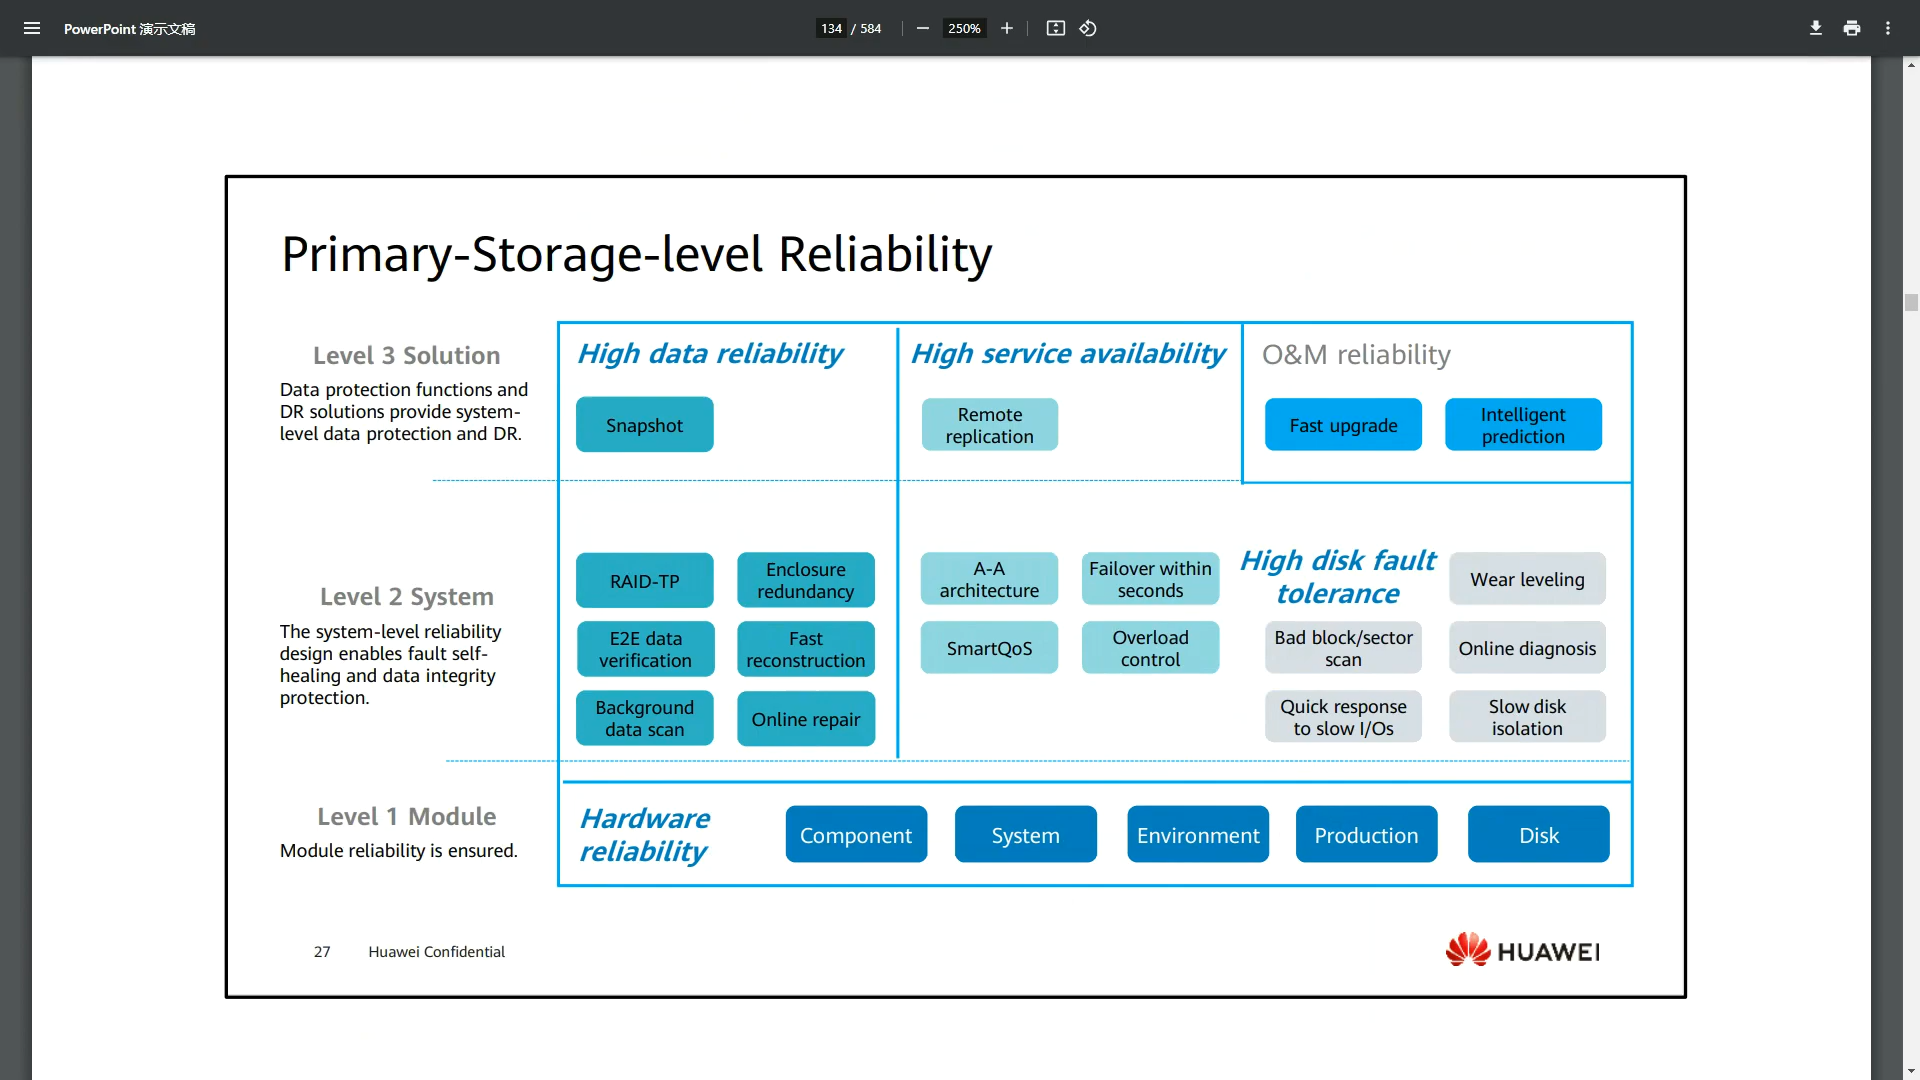 PowerPoint 演示文稿
134 / 584
250%
Primary-Storage-level Reliability
Level 3 Solution
Data protection functions and
DR solutions provide system-
level data protection and DR.
High data reliability
High service availability
O&M reliability
Snapshot
Remote
replication
Fast upgrade
Intelligent
prediction
Level 2 System
The system-level reliability
design enables fault self-
healing and data integrity
protection.
RAID-TP
Enclosure
redundancy
E2E data
verification
Fast
reconstruction
Background
data scan
Online repair
A-A
architecture
Failover within
seconds
SmartQoS
Overload
control
High disk fault
tolerance
Wear leveling
Bad block/sector
scan
Online diagnosis
Quick response
to slow I/Os
Slow disk
isolation
Level 1 Module
Module reliability is ensured.
Hardware
reliability
Component
System
Environment
Production
Disk
27
Huawei Confidential
HUAWEI